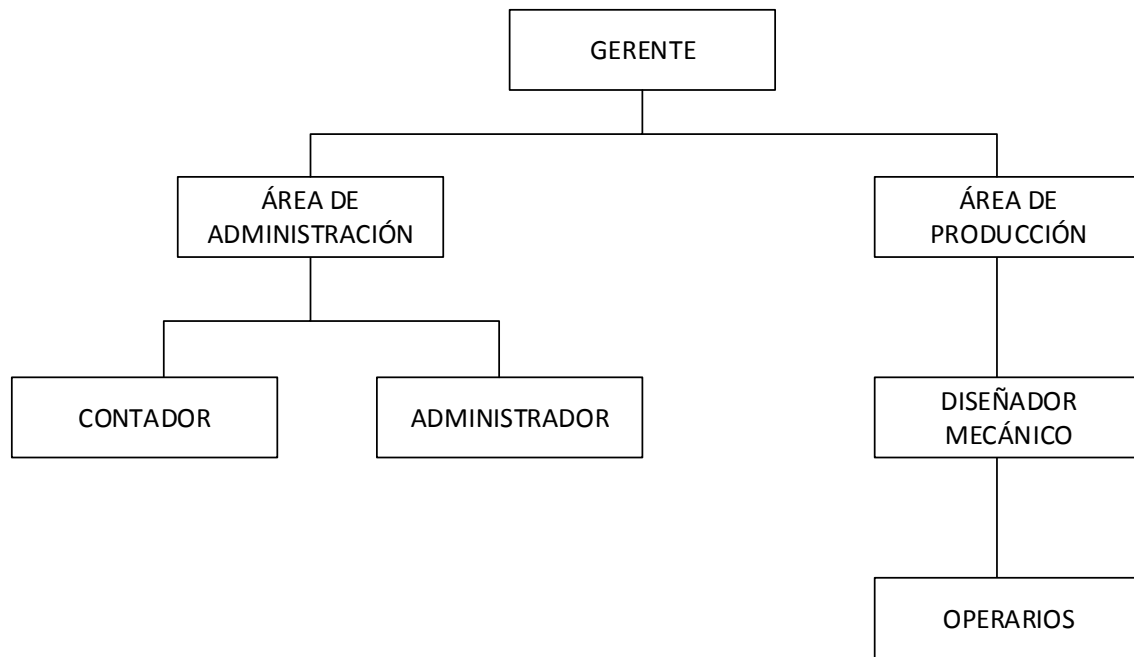 GERENTE
ÁREA DE
ADMINISTRACIÓN
ÁREA DE
PRODUCCIÓN
CONTADOR
ADMINISTRADOR
DISEÑADOR
MECÁNICO
OPERARIOS